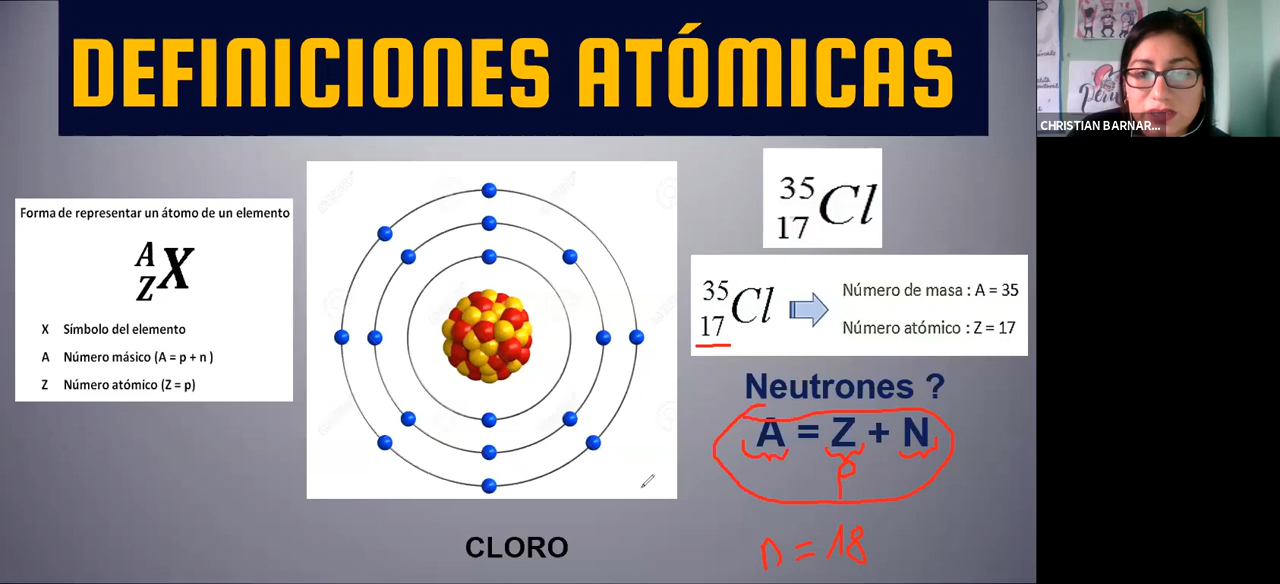 DEFINICIONES ATÓMICAS
CHRISTIAN BARNAR...
Forma de representar un átomo de un elemento
A
Z X
X Símbolo del elemento
A Número másico (A = p + n )
Z Número atómico (Z = p)
35
17 Cl
35
17 Cl
Número de masa : A = 35
Número atómico : Z = 17
Neutrones ?
A = Z + N
p
n = 18
CLORO